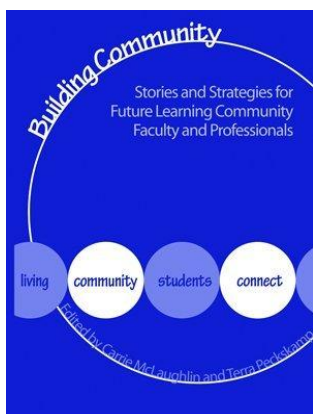 Building Community
Stories and Strategies for
Future Learning Community
Faculty and Professionals
living community students connect
Edited by Carrie McLaughlin and Terra Peckskamp